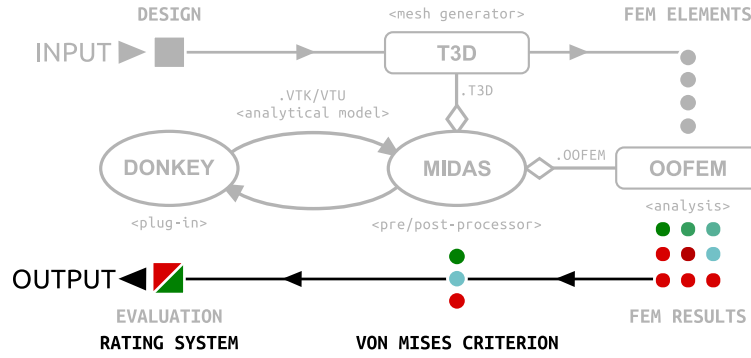 DESIGN
<mesh generator>
FEM ELEMENTS
INPUT
T3D
.T3D
.VTK/VTU
<analytical model>
DONKEY
MIDAS
.OOFEM
OOFEM
<plug-in>
<pre/post-processor>
<analysis>
OUTPUT
EVALUATION
FEM RESULTS
RATING SYSTEM
VON MISES CRITERION